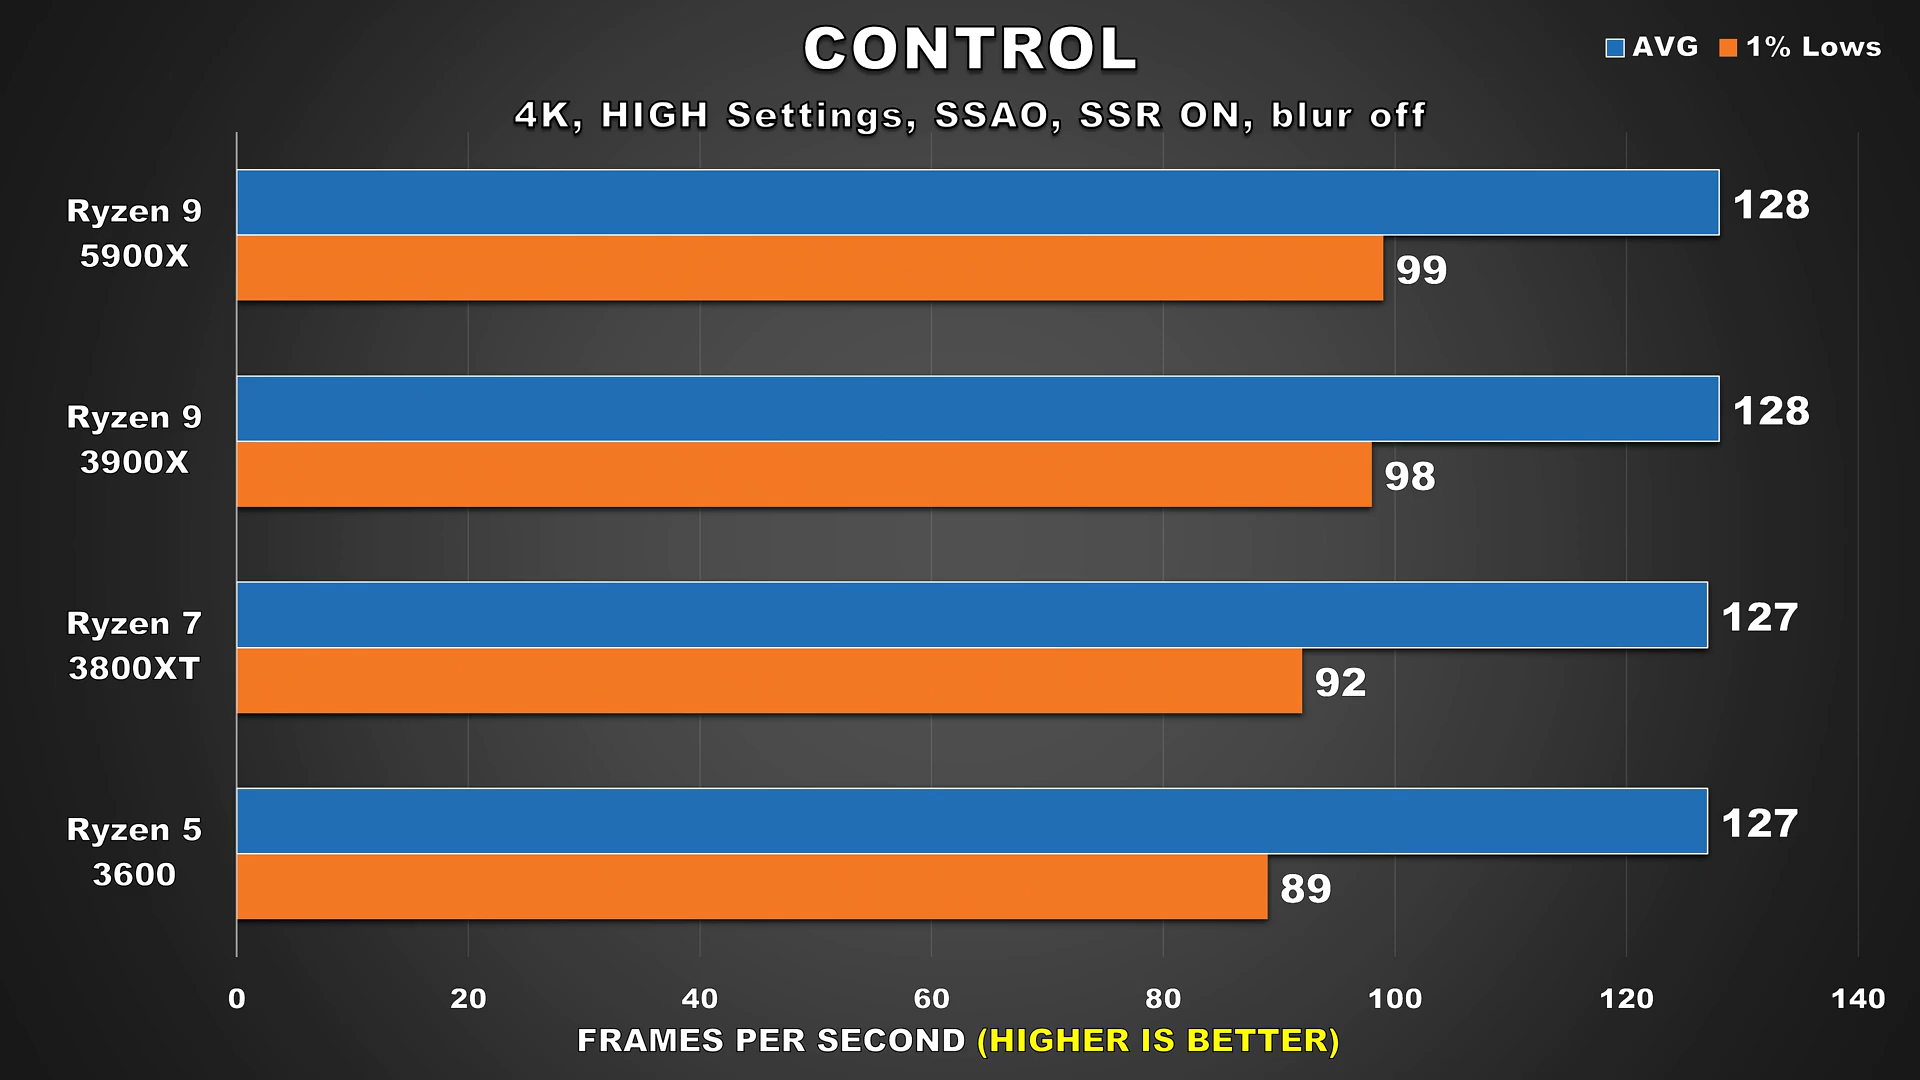 CONTROL
AVG 1% Lows
4K, HIGH Settings, SSAO, SSR ON, blur off
Ryzen 9
5900X
128
99
Ryzen 9
3900X
128
98
Ryzen 7
3800XT
127
92
Ryzen 5
3600
127
89
0 20 40 60 80 100 120 140
FRAMES PER SECOND (HIGHER IS BETTER)